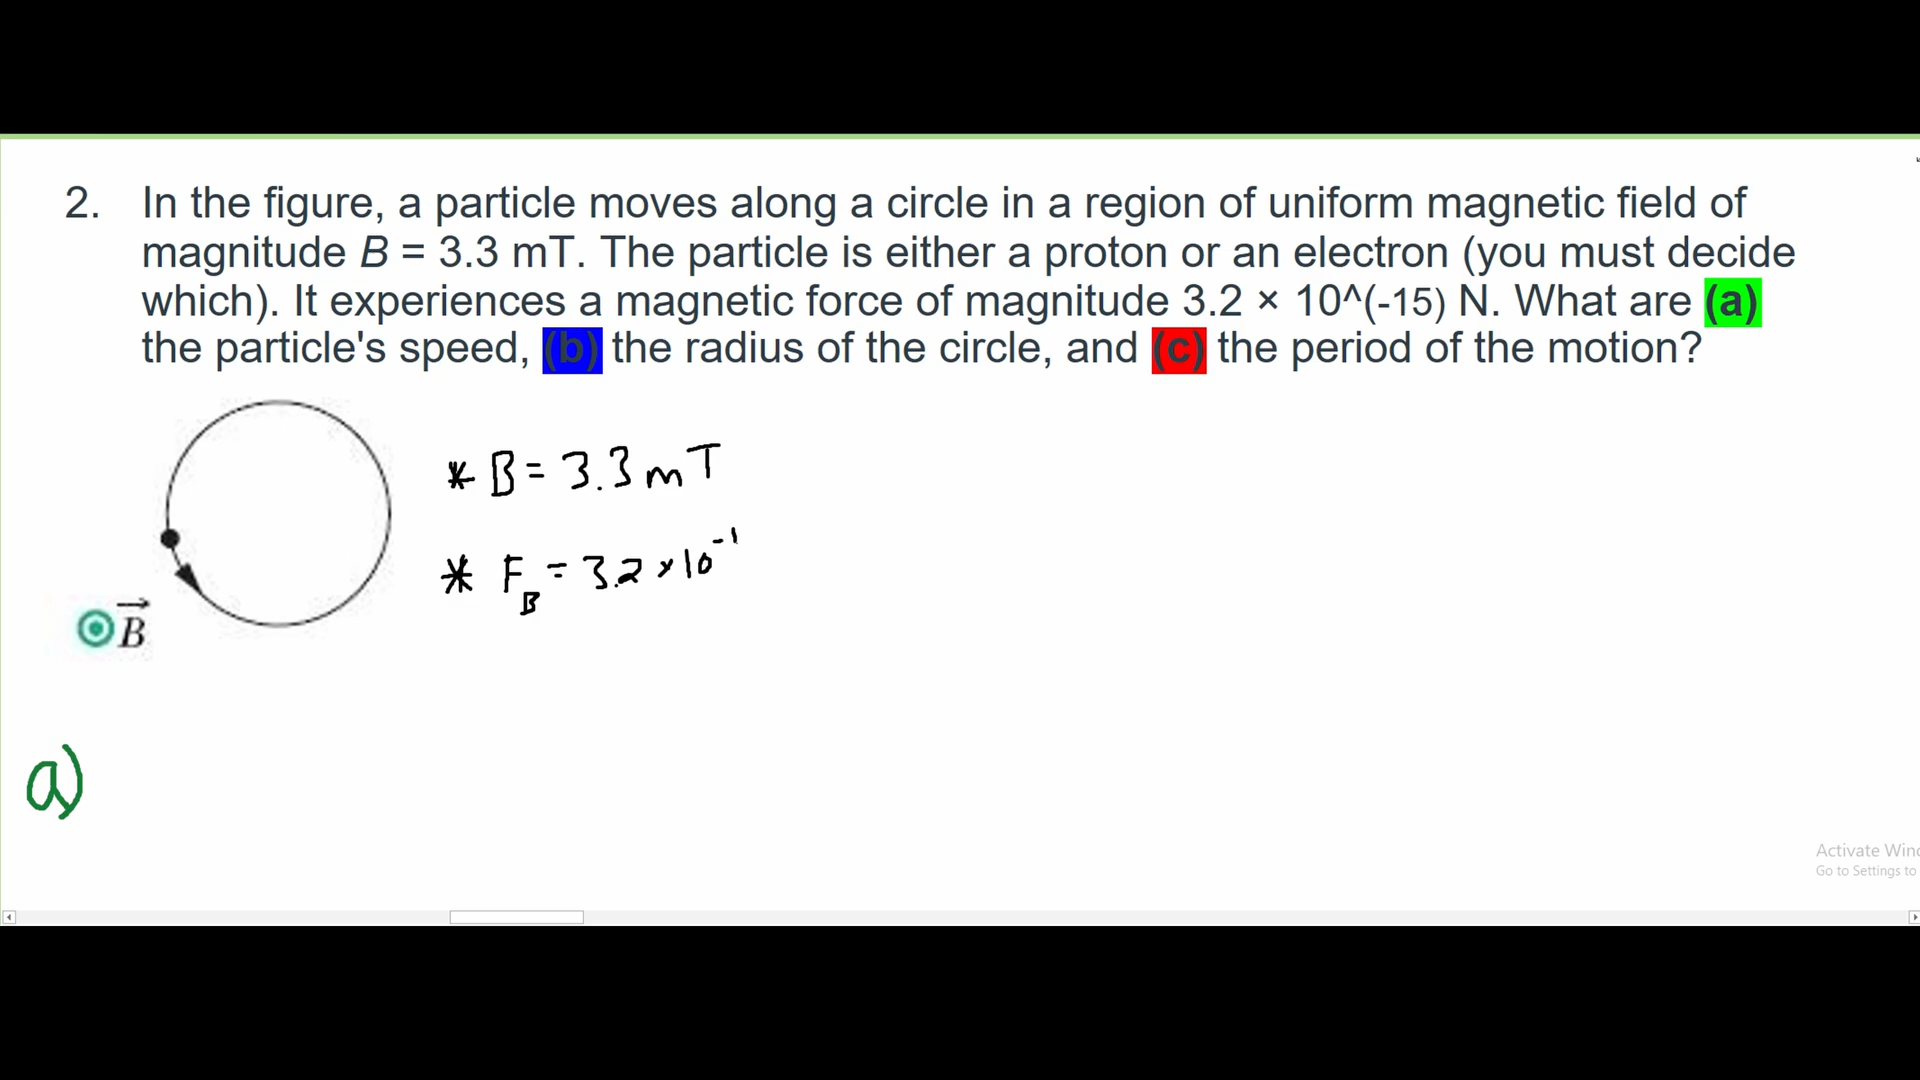 2. In the figure, a particle moves along a circle in a region of uniform magnetic field of
magnitude B = 3.3 mT. The particle is either a proton or an electron (you must decide
which). It experiences a magnetic force of magnitude 3.2 × 10^(-15) N. What are (a)
the particle's speed, (b) the radius of the circle, and (c) the period of the motion?
* B = 3.3 mT
* F_B = 3.2 × 10^-1
B
a)
Activate Winc
Go to Settings to